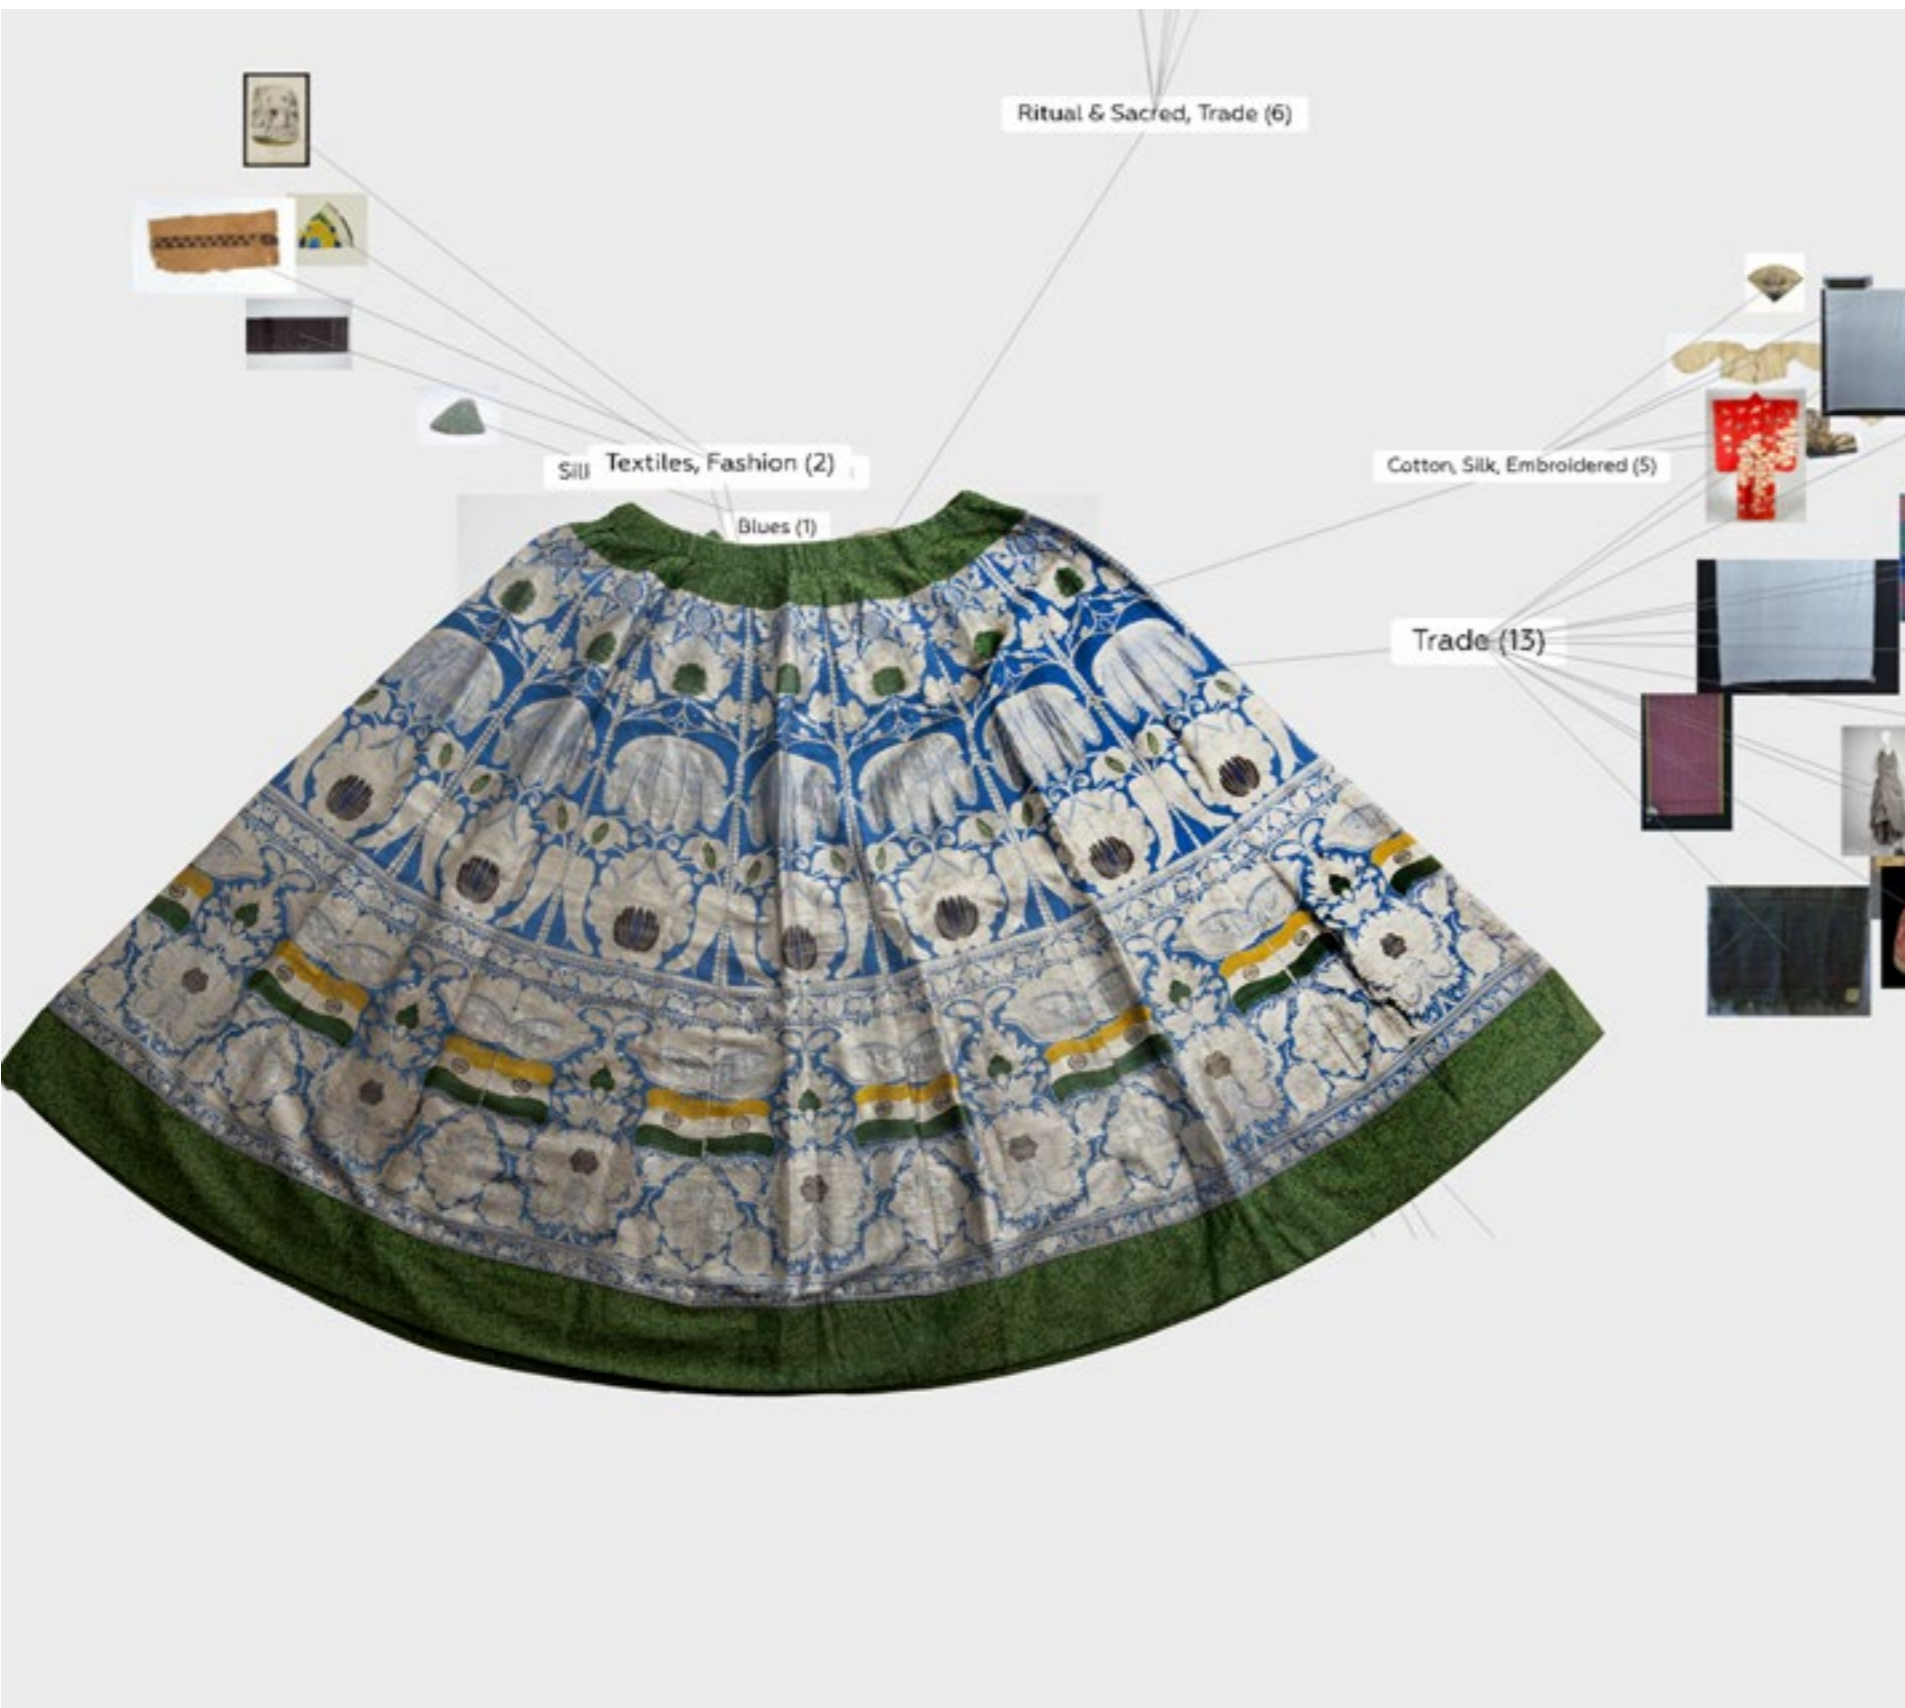 Ritual & Sacred, Trade (6)
Textiles, Fashion (2)
Cotton, Silk, Embroidered (5)
Blues (1)
Trade (13)